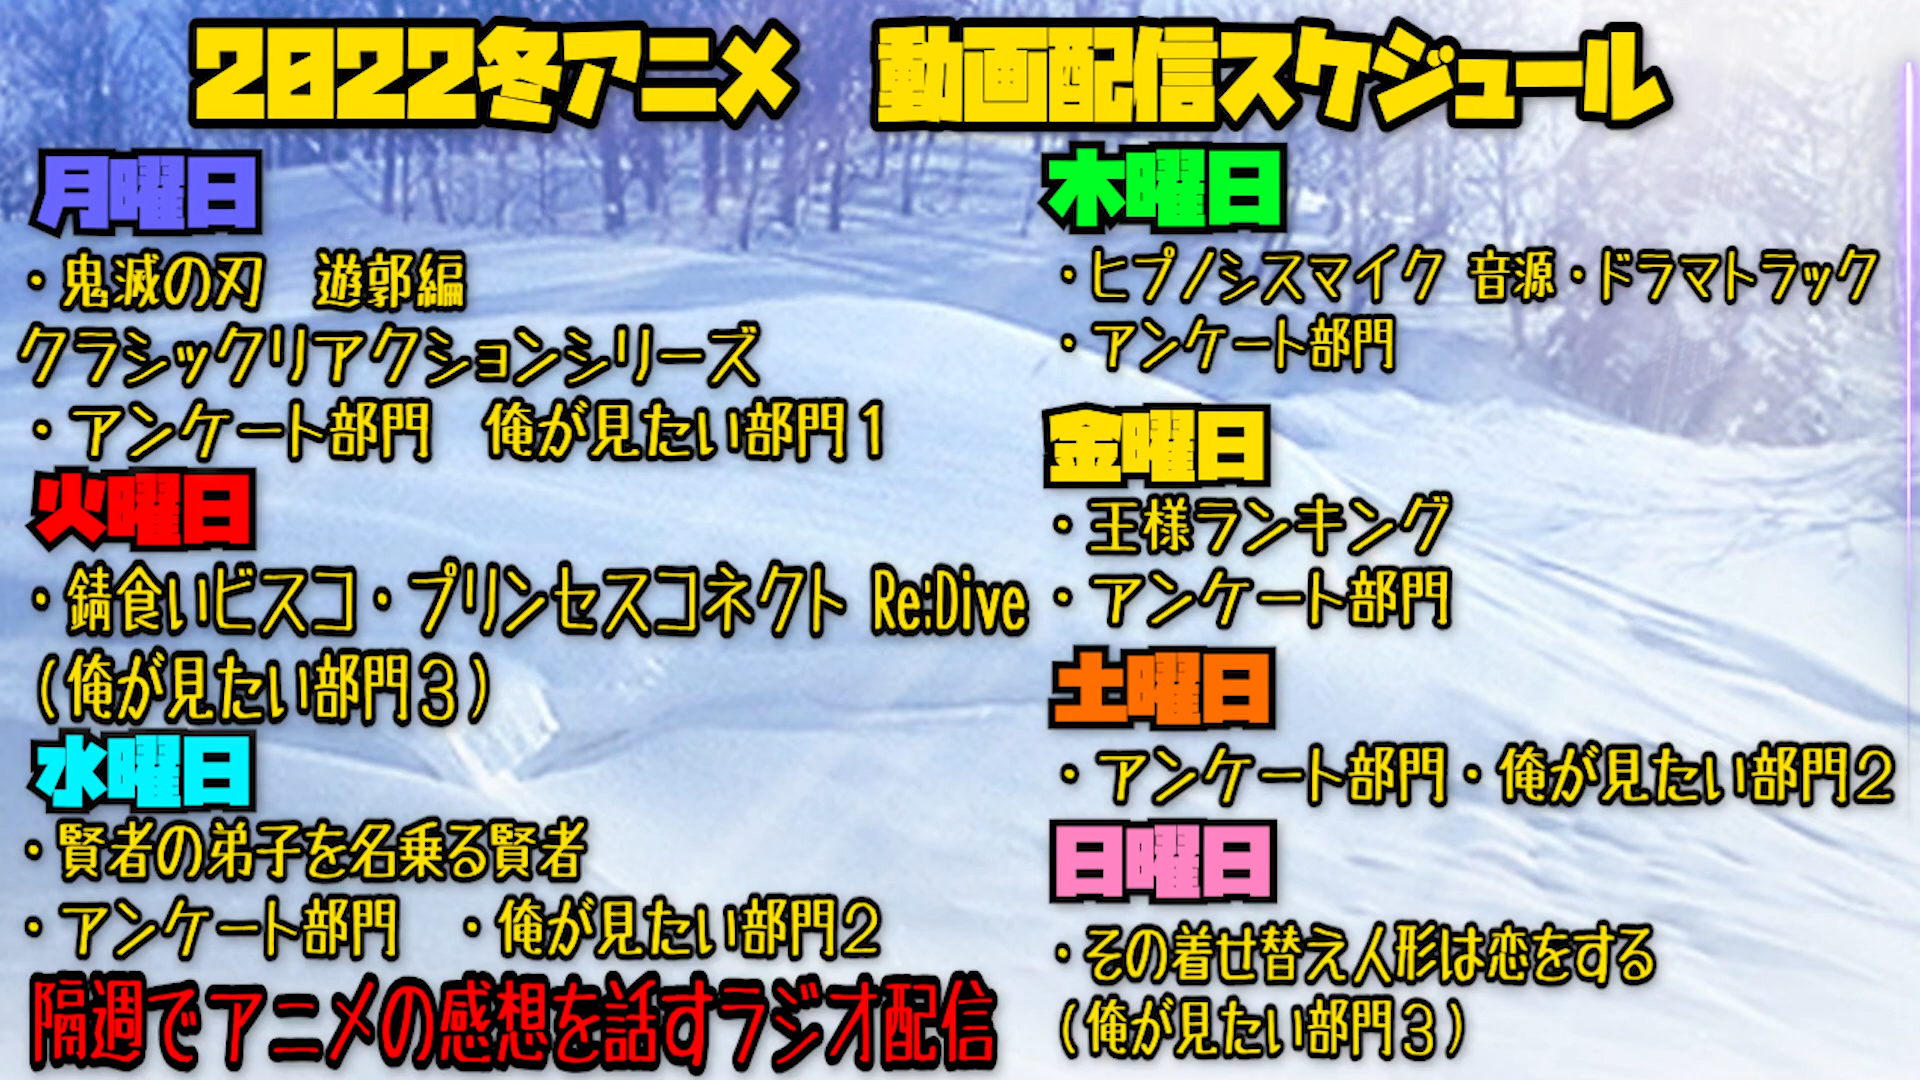 2022冬アニメ　動画配信スケジュール
月曜日
・鬼滅の刃　遊郭編
クラシックリアクションシリーズ
・アンケート部門　俺が見たい部門１
火曜日
・錆食いビスコ・プリンセスコネクト Re:Dive
（俺が見たい部門３）
水曜日
・賢者の弟子を名乗る賢者
・アンケート部門　・俺が見たい部門２
隔週でアニメの感想を話すラジオ配信
木曜日
・ヒプノシスマイク 音源・ドラマトラック
・アンケート部門
金曜日
・王様ランキング
・アンケート部門
土曜日
・アンケート部門・俺が見たい部門２
日曜日
・その着せ替え人形は恋をする
（俺が見たい部門３）